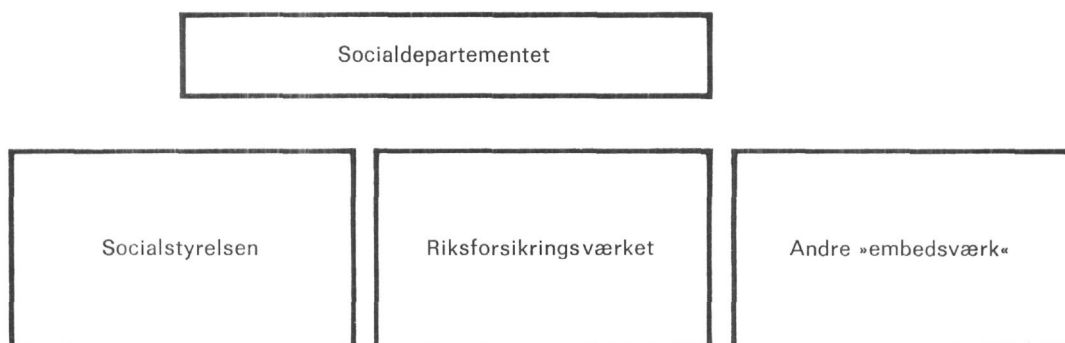 Socialdepartementet
Socialstyrelsen
Riksforsikringsværket
Andre »embedsværk«